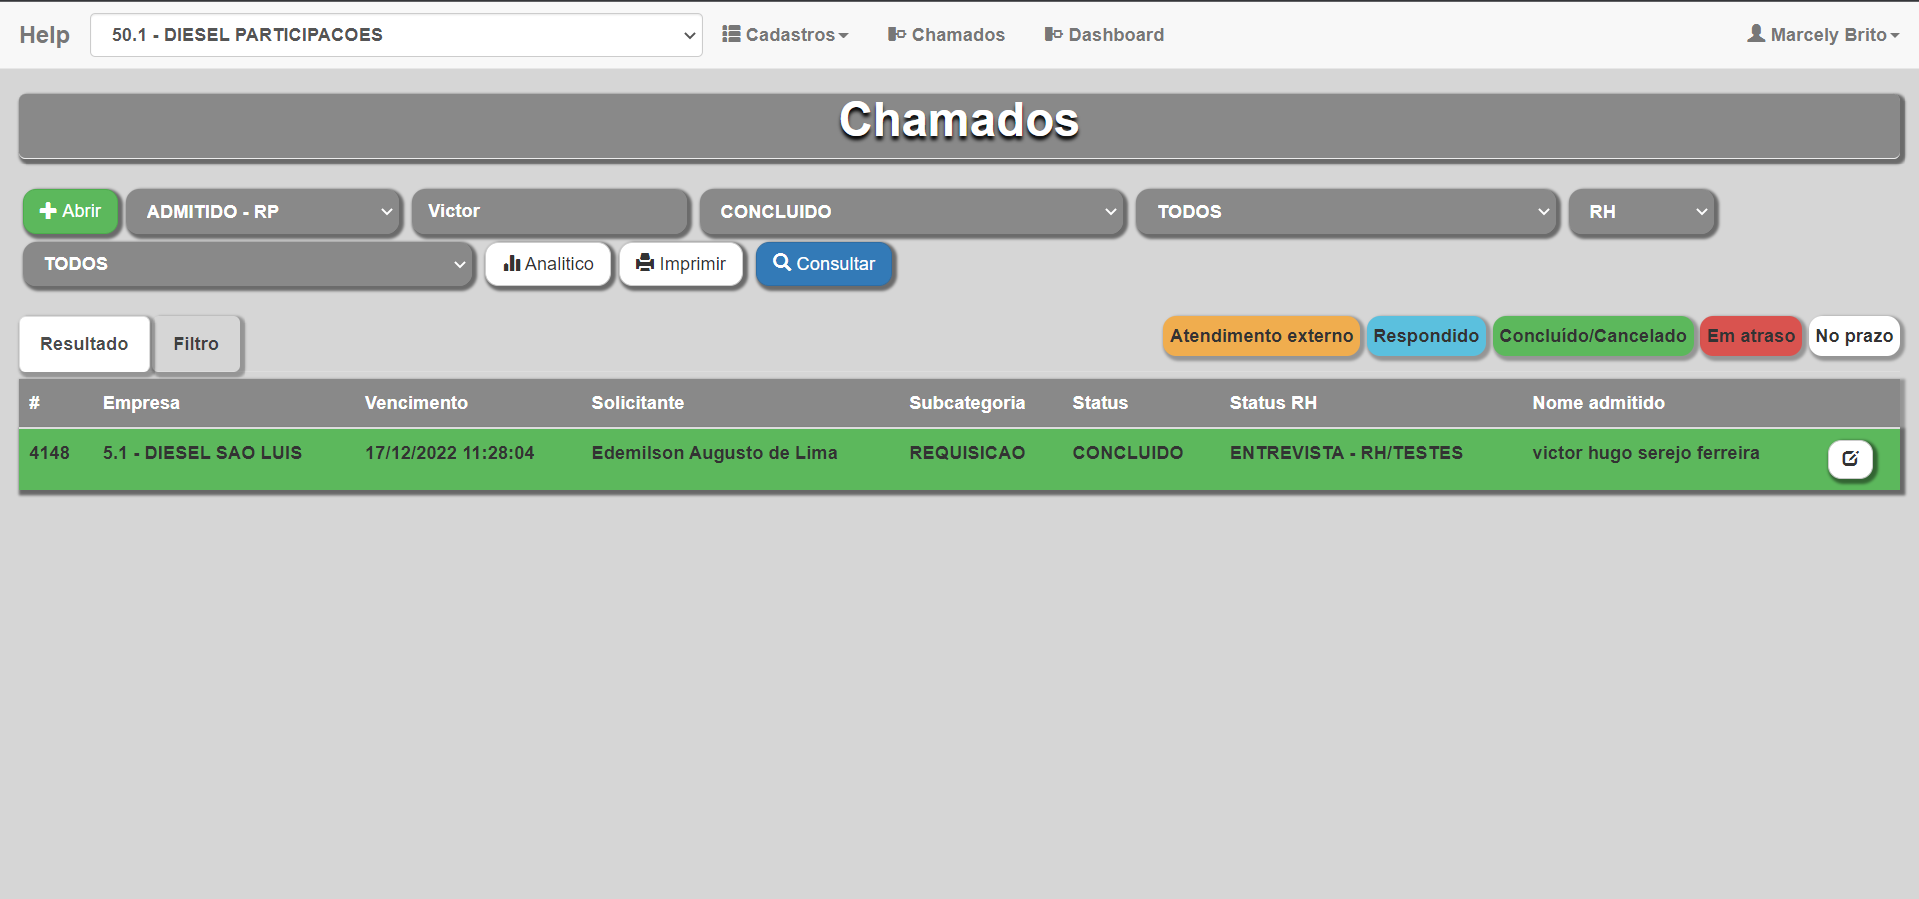 Help 50.1 - DIESEL PARTICIPACOES Cadastros Chamados Dashboard Marcely Brito
Chamados
Abrir ADMITIDO - RP Victor CONCLUIDO TODOS RH
TODOS Analitico Imprimir Consultar
Resultado Filtro Atendimento externo Respondido Concluído/Cancelado Em atraso No prazo
# Empresa Vencimento Solicitante Subcategoria Status Status RH Nome admitido
4148 5.1 - DIESEL SAO LUIS 17/12/2022 11:28:04 Edemilson Augusto de Lima REQUISICAO CONCLUIDO ENTREVISTA - RH/TESTES victor hugo serejo ferreira